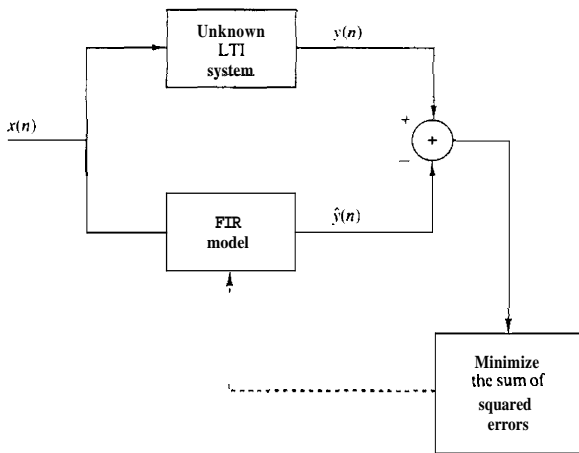 Unknown
LTI
system
y(n)
x(n)
+
+
−
FIR
model
ŷ(n)
Minimize
the sum of
squared
errors